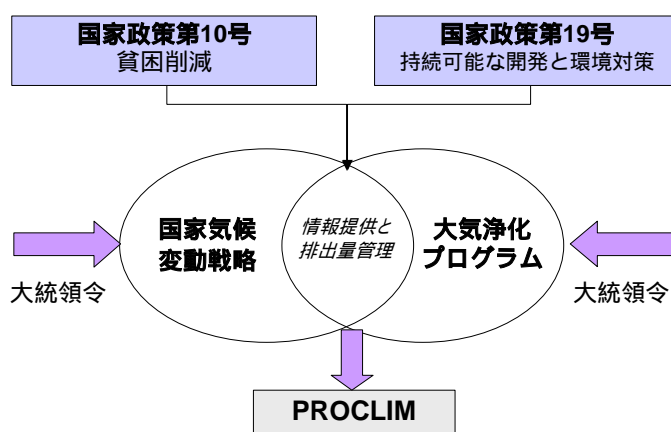 国家政策第10号
貧困削減
国家政策第19号
持続可能な開発と環境対策
国家気候
変動戦略
情報提供と
排出量管理
大気浄化
プログラム
大統領令
大統領令
PROCLIM